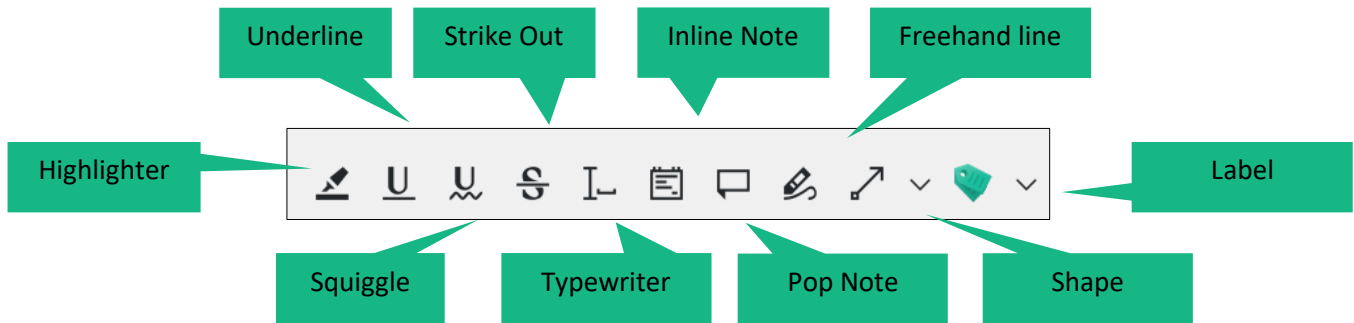 Underline
Strike Out
Inline Note
Freehand line
Highlighter
Label
Squiggle
Typewriter
Pop Note
Shape